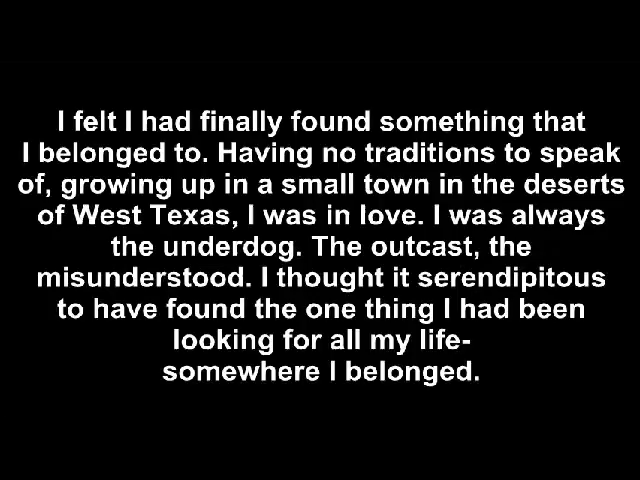 I felt I had finally found something that
I belonged to. Having no traditions to speak
of, growing up in a small town in the deserts
of West Texas, I was in love. I was always
the underdog. The outcast, the
misunderstood. I thought it serendipitous
to have found the one thing I had been
looking for all my life-
somewhere I belonged.